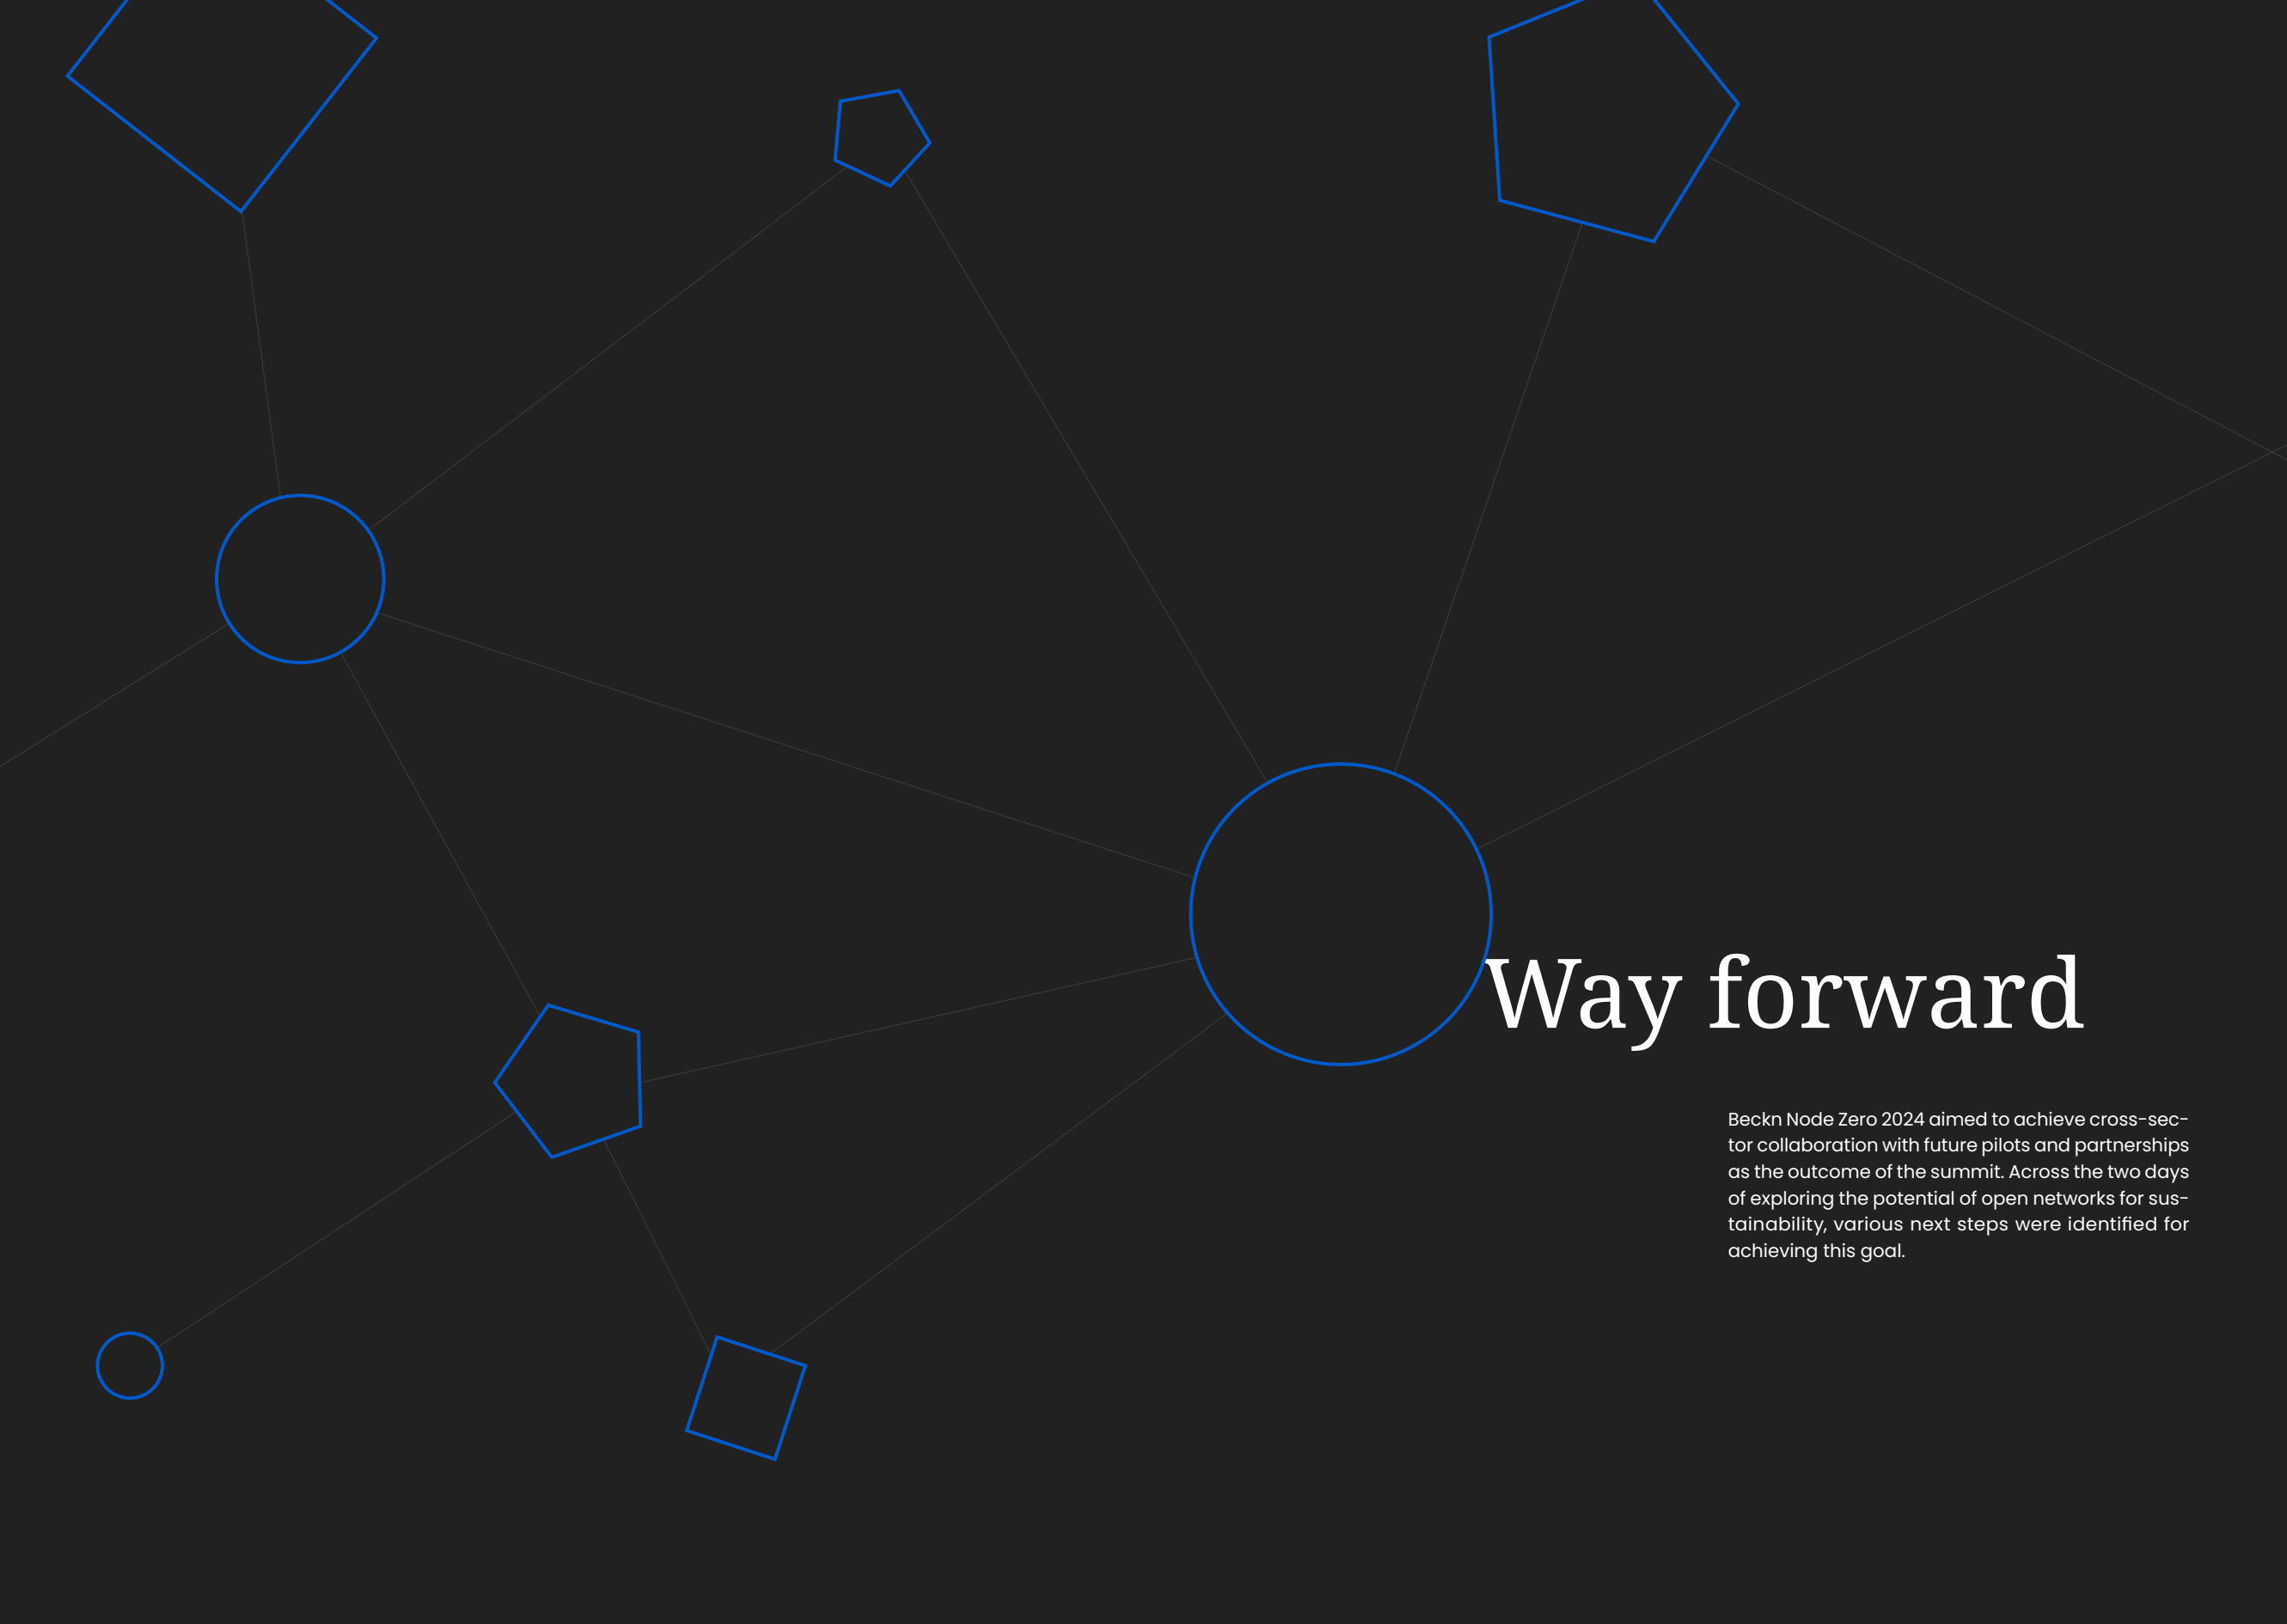 Way forward
Beckn Node Zero 2024 aimed to achieve cross-sec-
tor collaboration with future pilots and partnerships
as the outcome of the summit. Across the two days
of exploring the potential of open networks for sus-
tainability, various next steps were identified for
achieving this goal.